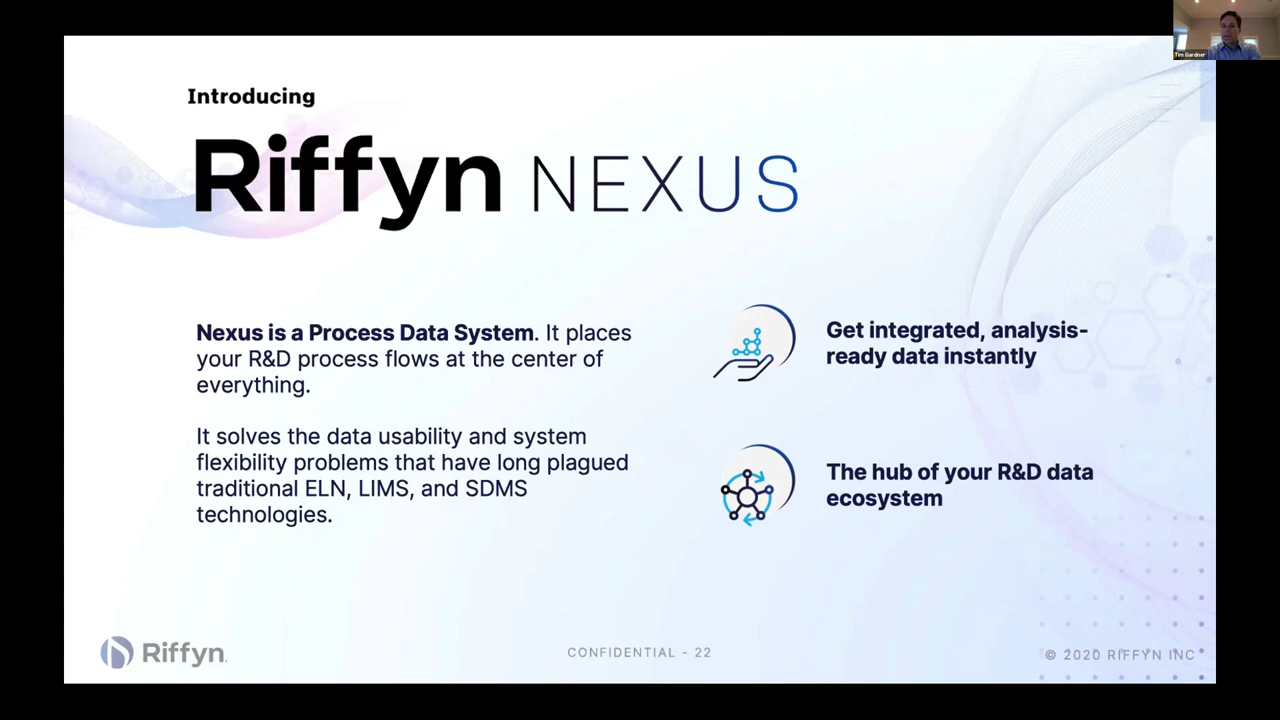 Tim Gardner
Introducing
Riffyn NEXUS
Nexus is a Process Data System. It places
your R&D process flows at the center of
everything.
It solves the data usability and system
flexibility problems that have long plagued
traditional ELN, LIMS, and SDMS
technologies.
Get integrated, analysis-
ready data instantly
The hub of your R&D data
ecosystem
Riffyn.
CONFIDENTIAL - 22
© 2020 RIFFYN INC